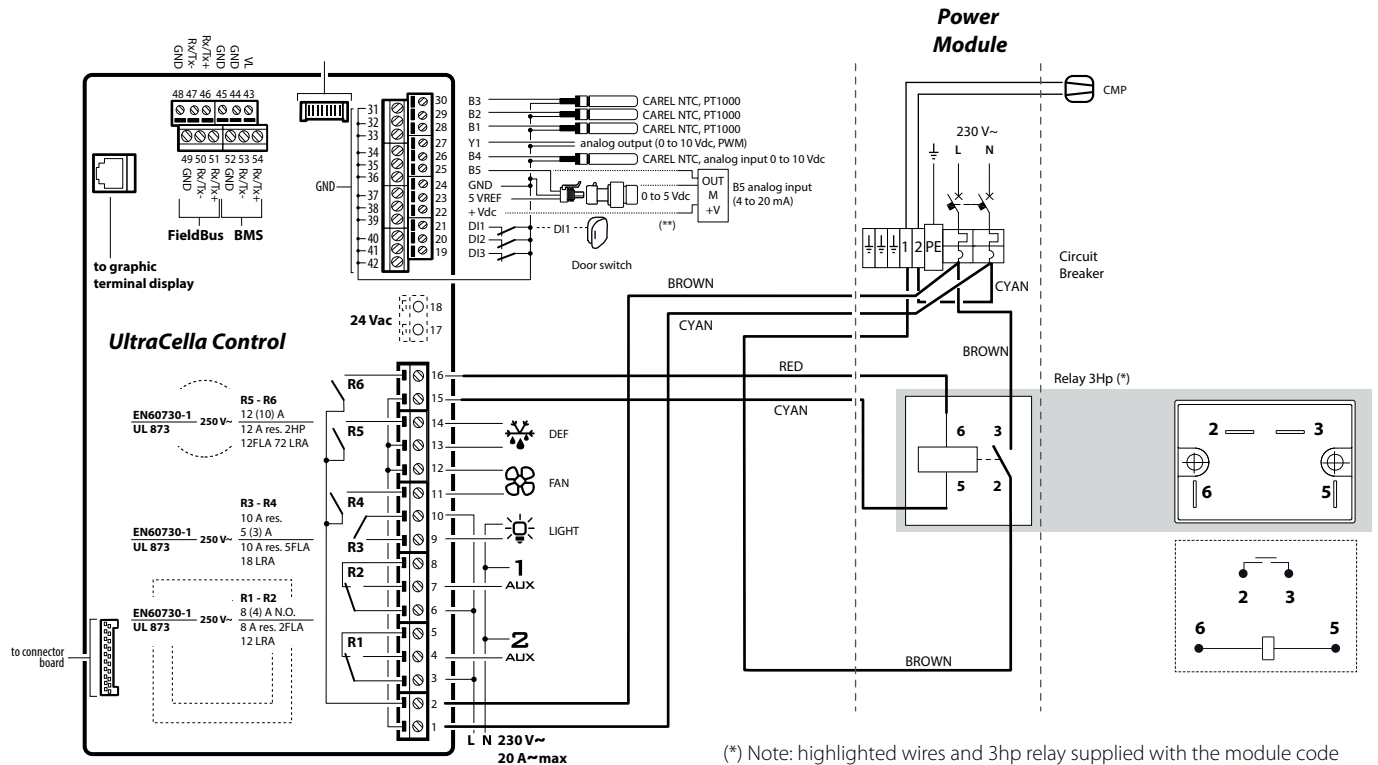 Power
Module
GND
Rx/Tx-
Rx/Tx+
GND
GND
VL
48 47 46 45 44 43
49 50 51 52 53 54
GND
Rx/Tx-
Rx/Tx+
GND
Rx/Tx-
Rx/Tx+
FieldBus BMS
to graphic
terminal display
GND
31
32
33
34
35
36
37
38
39
40
41
42
30
29
28
27
26
25
24
23
22
21
20
19
B3
B2
B1
Y1
B4
B5
GND
5 VREF
+ Vdc
DI1
DI2
DI3
CAREL NTC, PT1000
CAREL NTC, PT1000
CAREL NTC, PT1000
analog output (0 to 10 Vdc, PWM)
CAREL NTC, analog input 0 to 10 Vdc
0 to 5 Vdc
OUT
M
+V
B5 analog input
(4 to 20 mA)
(**)
DI1
Door switch
CMP
230 V~
L N
1 2 PE
Circuit
Breaker
BROWN
CYAN
CYAN
BROWN
24 Vac
18
17
UltraCella Control
RED
CYAN
Relay 3Hp (*)
EN60730-1
UL 873
250 V~
R5 - R6
12 (10) A
12 A res. 2HP
12FLA 72 LRA
EN60730-1
UL 873
250 V~
R3 - R4
10 A res.
5 (3) A
10 A res. 5FLA
18 LRA
EN60730-1
UL 873
250 V~
R1 - R2
8 (4) A N.O.
8 A res. 2FLA
12 LRA
R6
R5
R4
R3
R2
R1
16
15
14
13
12
11
10
9
8
7
6
5
4
3
2
1
DEF
FAN
LIGHT
1
AUX
2
AUX
L N 230 V~
20 A~max
to connector
board
6 3
5 2
BROWN
2 3
6 5
2 3
6 5
(*) Note: highlighted wires and 3hp relay supplied with the module code